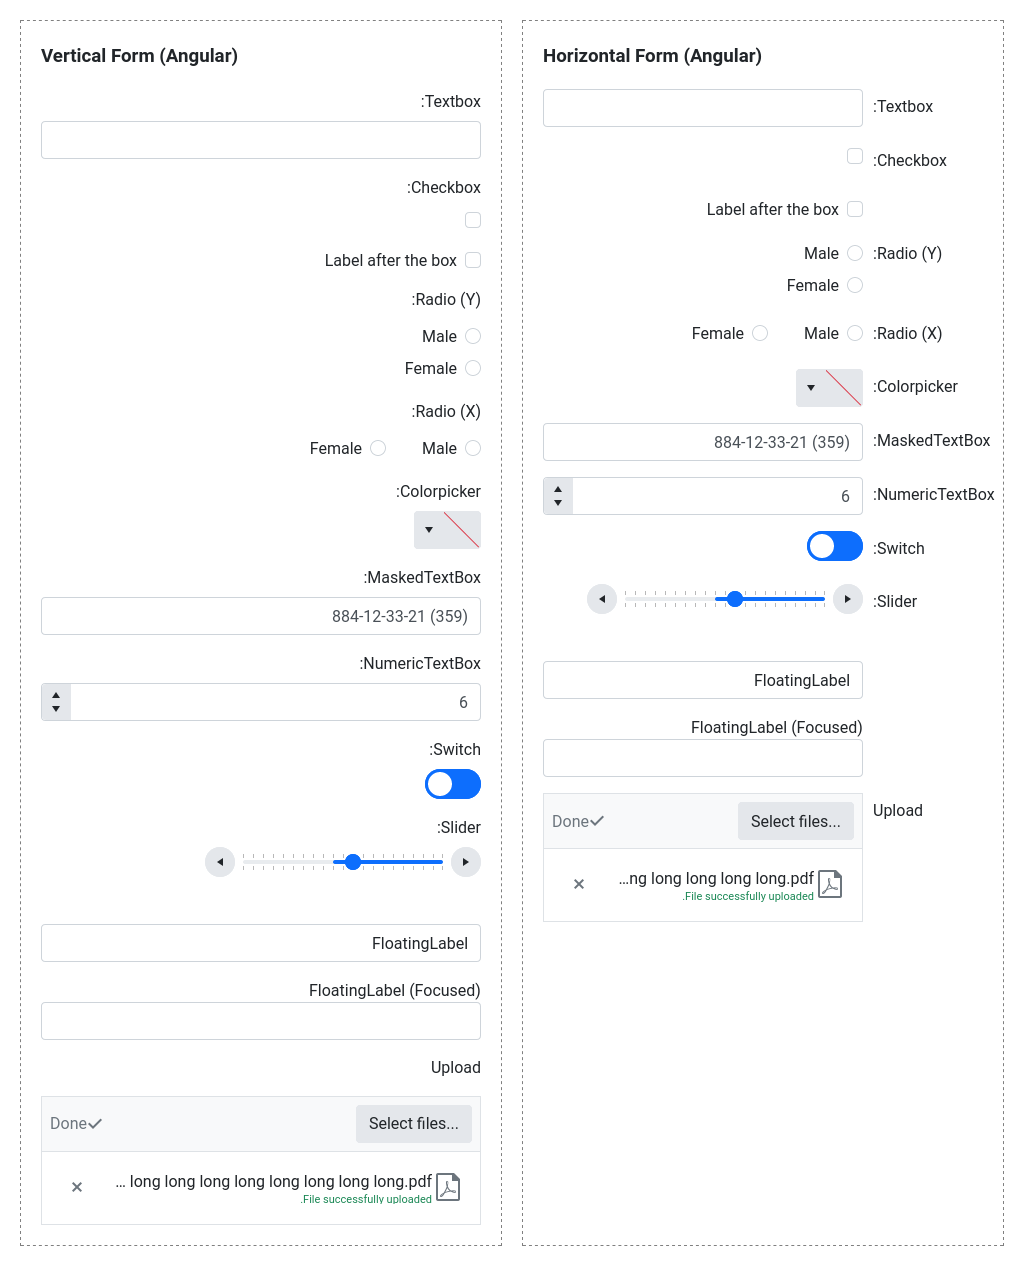 Vertical Form (Angular)
:Textbox
:Checkbox
Label after the box
:Radio (Y)
Male
Female
:Radio (X)
Female Male
:Colorpicker
:MaskedTextBox
884-12-33-21 (359)
:NumericTextBox
6
:Switch
:Slider
FloatingLabel
FloatingLabel (Focused)
Upload
Done Select files...
... long long long long long long long long.pdf
.File successfully uploaded
Horizontal Form (Angular)
:Textbox
:Checkbox
Label after the box
Male :Radio (Y)
Female
Female Male :Radio (X)
:Colorpicker
884-12-33-21 (359) :MaskedTextBox
6 :NumericTextBox
:Switch
:Slider
FloatingLabel
FloatingLabel (Focused)
Upload
Done Select files...
...ng long long long long.pdf
.File successfully uploaded